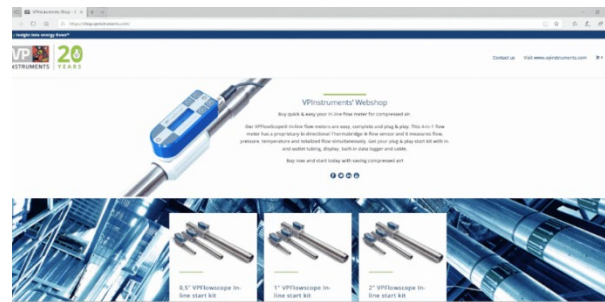 VPInstruments Shop
https://shop.vpinstruments.com/
insight into energy flows™
VP
INSTRUMENTS
20
YEARS
Contact us
Visit www.vpinstruments.com
0
VPInstruments' Webshop
Buy quick & easy your in line flow meter for compressed air
Our VPFlowScope® in-line flow meters are easy, complete and plug & play. This 4-in-1 flow
meter has a proprietary bi-directional Thermabridge ® flow sensor and it measures flow,
pressure, temperature and totalized flow simultaneously. Get your plug & play start kit with in-
and outlet tubing, display, built-in data logger and cable.
Buy now and start today with saving compressed air!
0,5" VPFlowscope In-
line start kit
1" VPFlowscope In-
line start kit
2" VPFlowscope In-
line start kit